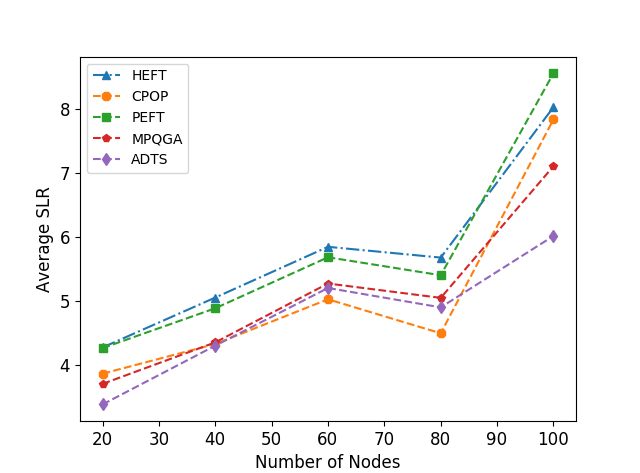 HEFT
CPOP
PEFT
MPQGA
ADTS
8
7
6
5
4
Average SLR
20 30 40 50 60 70 80 90 100
Number of Nodes